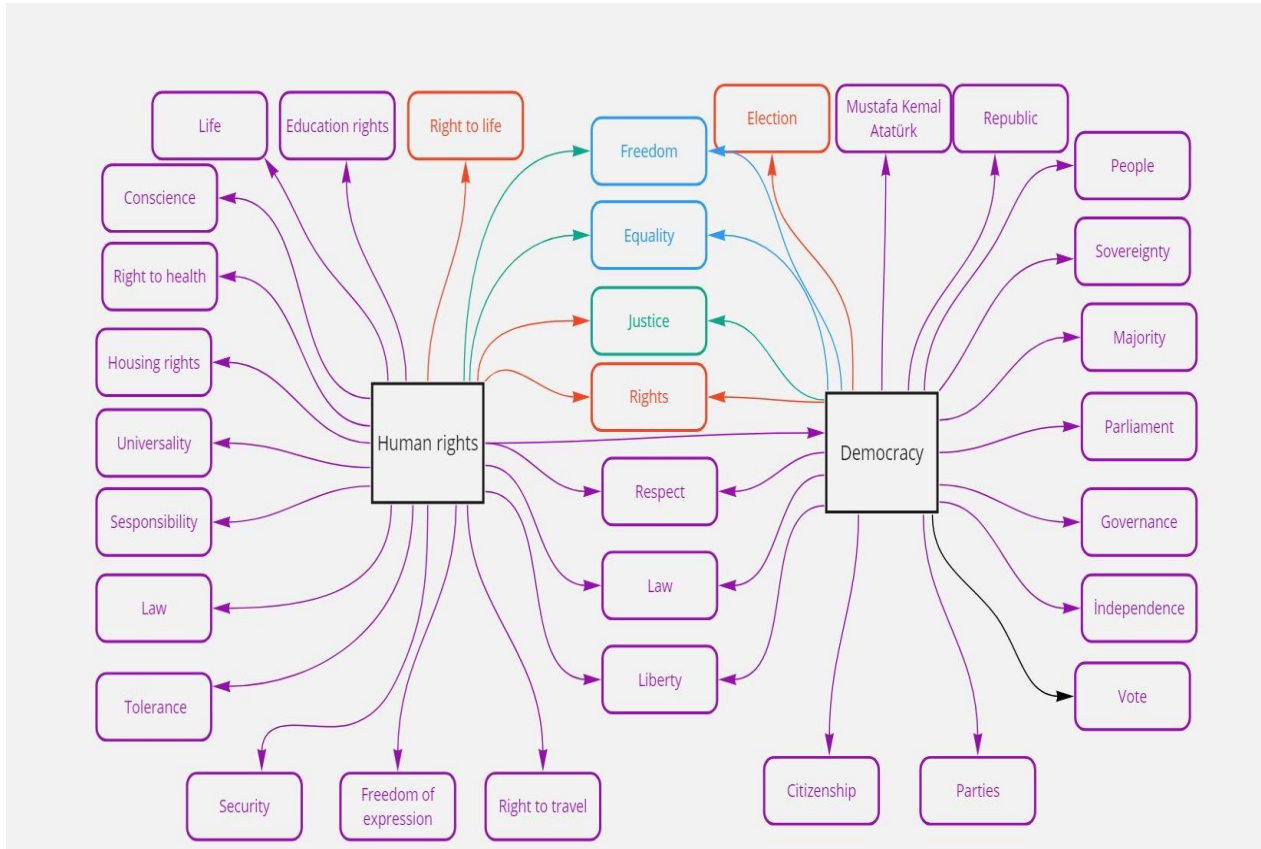 Life
Education rights
Right to life
Election
Mustafa Kemal
Atatürk
Republic
Freedom
People
Conscience
Equality
Sovereignty
Right to health
Justice
Majority
Housing rights
Rights
Parliament
Universality
Human rights
Democracy
Respect
Sesponsibility
Governance
Law
Law
İndependence
Tolerance
Liberty
Vote
Security
Freedom of
expression
Right to travel
Citizenship
Parties